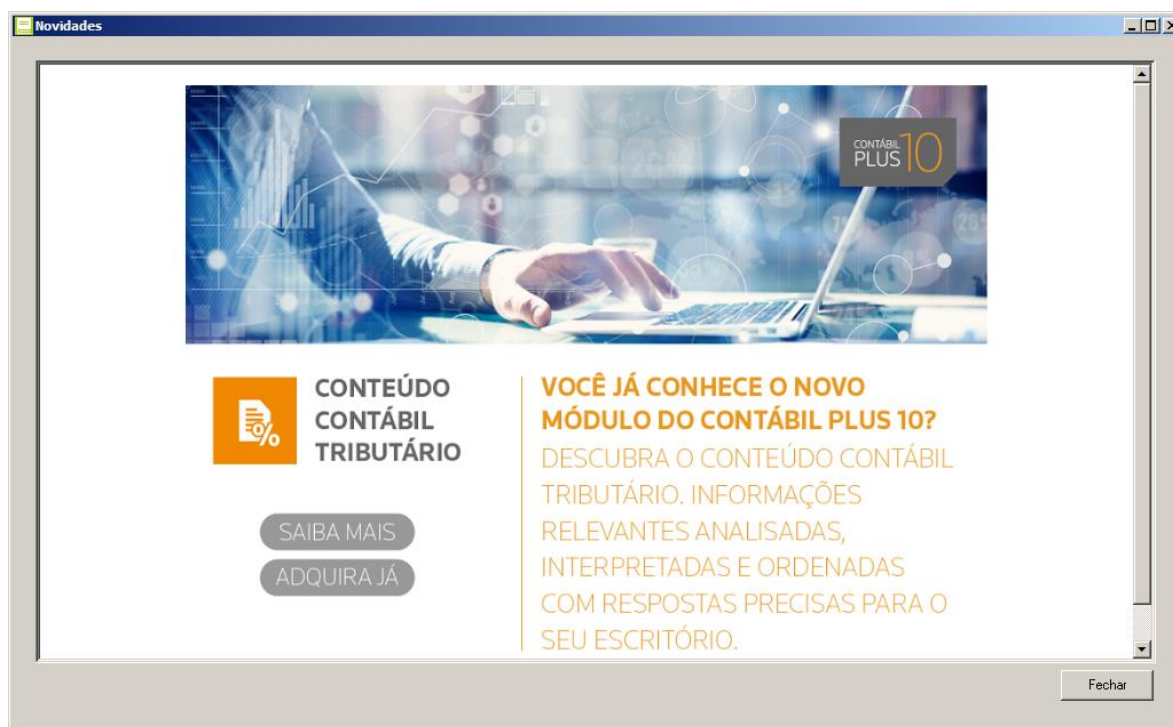 Novidades
CONTÁBIL
PLUS 10
CONTEÚDO
CONTÁBIL
TRIBUTÁRIO
SAIBA MAIS
ADQUIRA JÁ
VOCÊ JÁ CONHECE O NOVO
MÓDULO DO CONTÁBIL PLUS 10?
DESCUBRA O CONTEÚDO CONTÁBIL
TRIBUTÁRIO. INFORMAÇÕES
RELEVANTES ANALISADAS,
INTERPRETADAS E ORDENADAS
COM RESPOSTAS PRECISAS PARA O
SEU ESCRITÓRIO.
Fechar